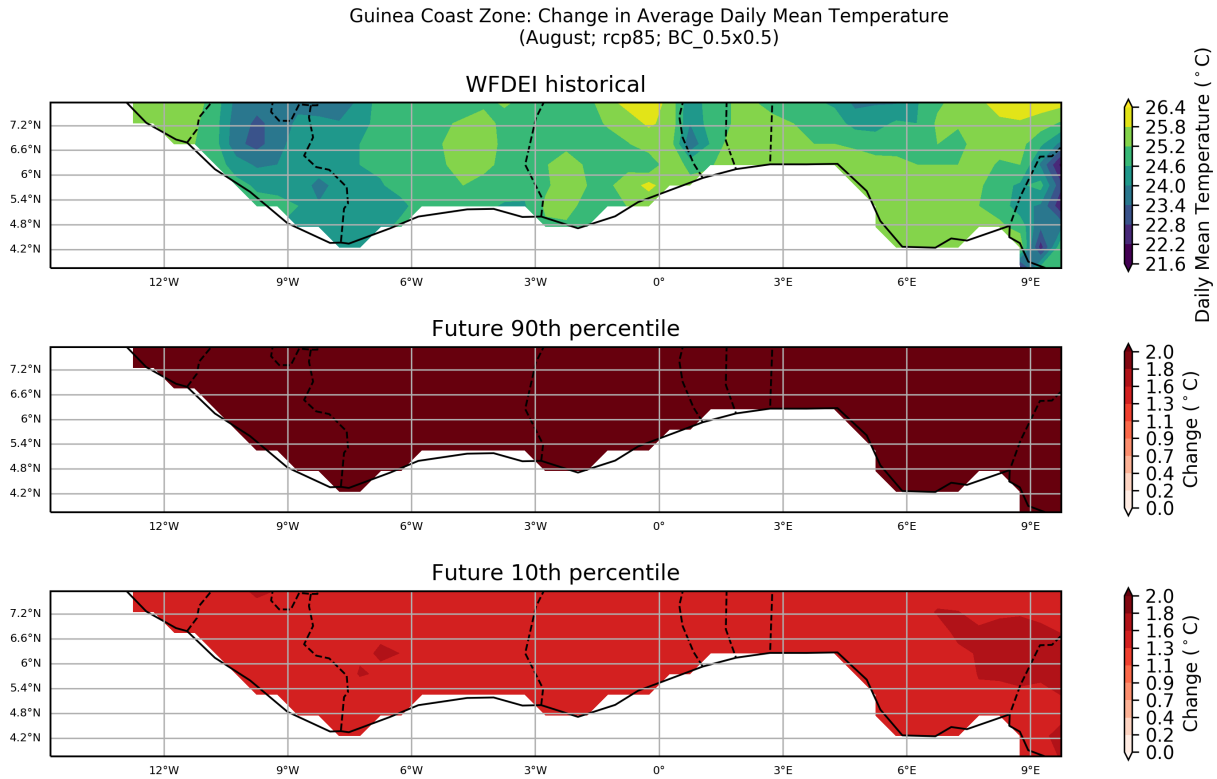 Guinea Coast Zone: Change in Average Daily Mean Temperature
(August; rcp85; BC_0.5x0.5)
WFDEI historical
7.2°N
6.6°N
6°N
5.4°N
4.8°N
4.2°N
12°W 9°W 6°W 3°W 0° 3°E 6°E 9°E
26.4
25.8
25.2
24.6
24.0
23.4
22.8
22.2
21.6
Daily Mean Temperature (°C)
Future 90th percentile
7.2°N
6.6°N
6°N
5.4°N
4.8°N
4.2°N
12°W 9°W 6°W 3°W 0° 3°E 6°E 9°E
2.0
1.8
1.6
1.3
1.1
0.9
0.7
0.4
0.2
0.0
Change (°C)
Future 10th percentile
7.2°N
6.6°N
6°N
5.4°N
4.8°N
4.2°N
12°W 9°W 6°W 3°W 0° 3°E 6°E 9°E
2.0
1.8
1.6
1.3
1.1
0.9
0.7
0.4
0.2
0.0
Change (°C)